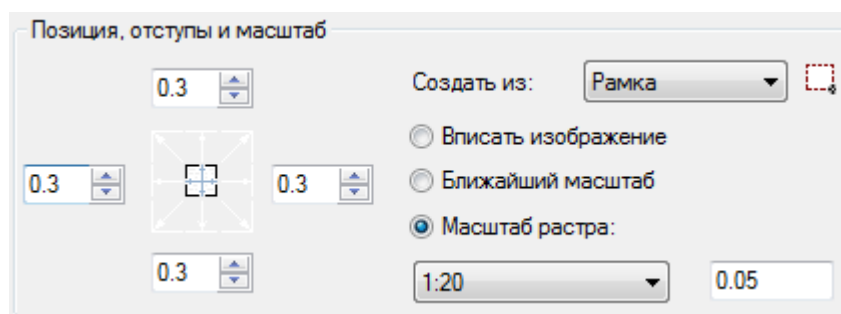 Позиция, отступы и масштаб
0.3
Создать из: Рамка
Вписать изображение
0.3 0.3
Ближайший масштаб
Масштаб растра:
0.3
1:20 0.05